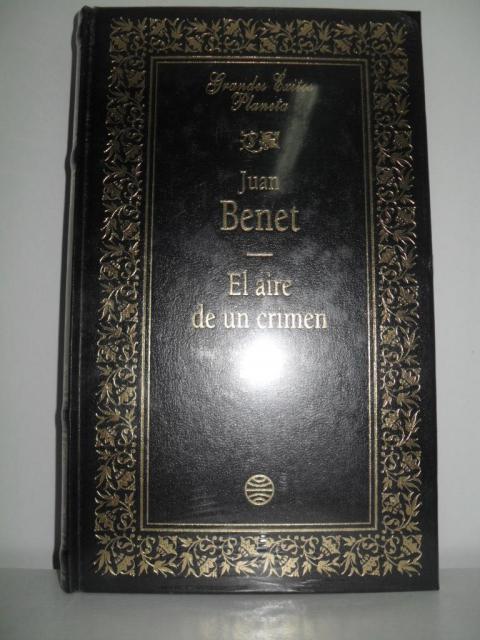 Grandes Éxitos
Planeta
Juan
Benet
El aire
de un crimen